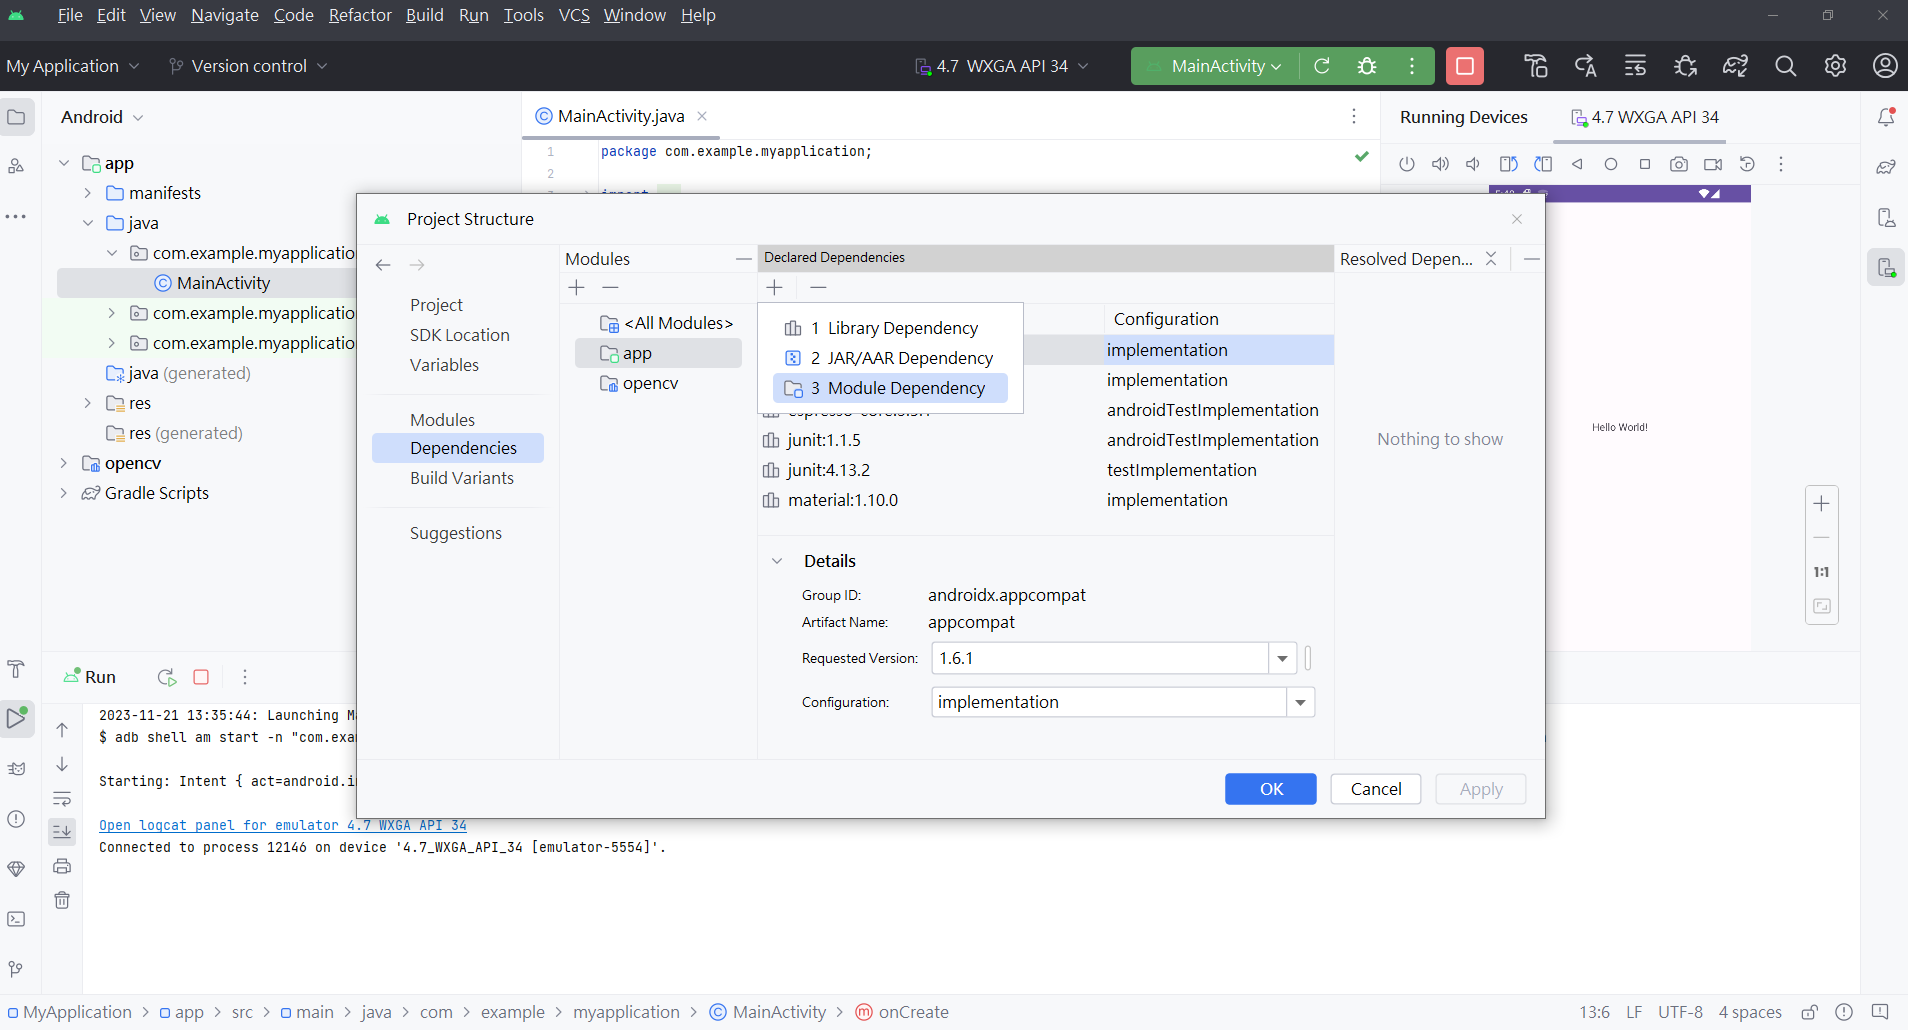 File Edit View Navigate Code Refactor Build Run Tools VCS Window Help
My Application Version control 4.7 WXGA API 34 MainActivity
Android
MainActivity.java
Running Devices 4.7 WXGA API 34
app
manifests
java
com.example.myapplicatio
MainActivity
com.example.myapplicatio
com.example.myapplicatio
java (generated)
res
res (generated)
opencv
Gradle Scripts
1 package com.example.myapplication;
2
Project Structure
Project
SDK Location
Variables
Modules
Dependencies
Build Variants
Suggestions
Modules
<All Modules>
app
opencv
Declared Dependencies
1 Library Dependency
2 JAR/AAR Dependency
3 Module Dependency
Configuration
implementation
implementation
androidTestImplementation
junit:1.1.5 androidTestImplementation
junit:4.13.2 testImplementation
material:1.10.0 implementation
Details
Group ID: androidx.appcompat
Artifact Name: appcompat
Requested Version: 1.6.1
Configuration: implementation
Resolved Depen...
Nothing to show
OK Cancel Apply
Hello World!
1:1
Run
2023-11-21 13:35:44: Launching Ma
$ adb shell am start -n "com.exam
Starting: Intent { act=android.i
Open logcat panel for emulator 4.7 WXGA API 34
Connected to process 12146 on device '4.7_WXGA_API_34 [emulator-5554]'.
MyApplication app src main java com example myapplication MainActivity onCreate
13:6 LF UTF-8 4 spaces